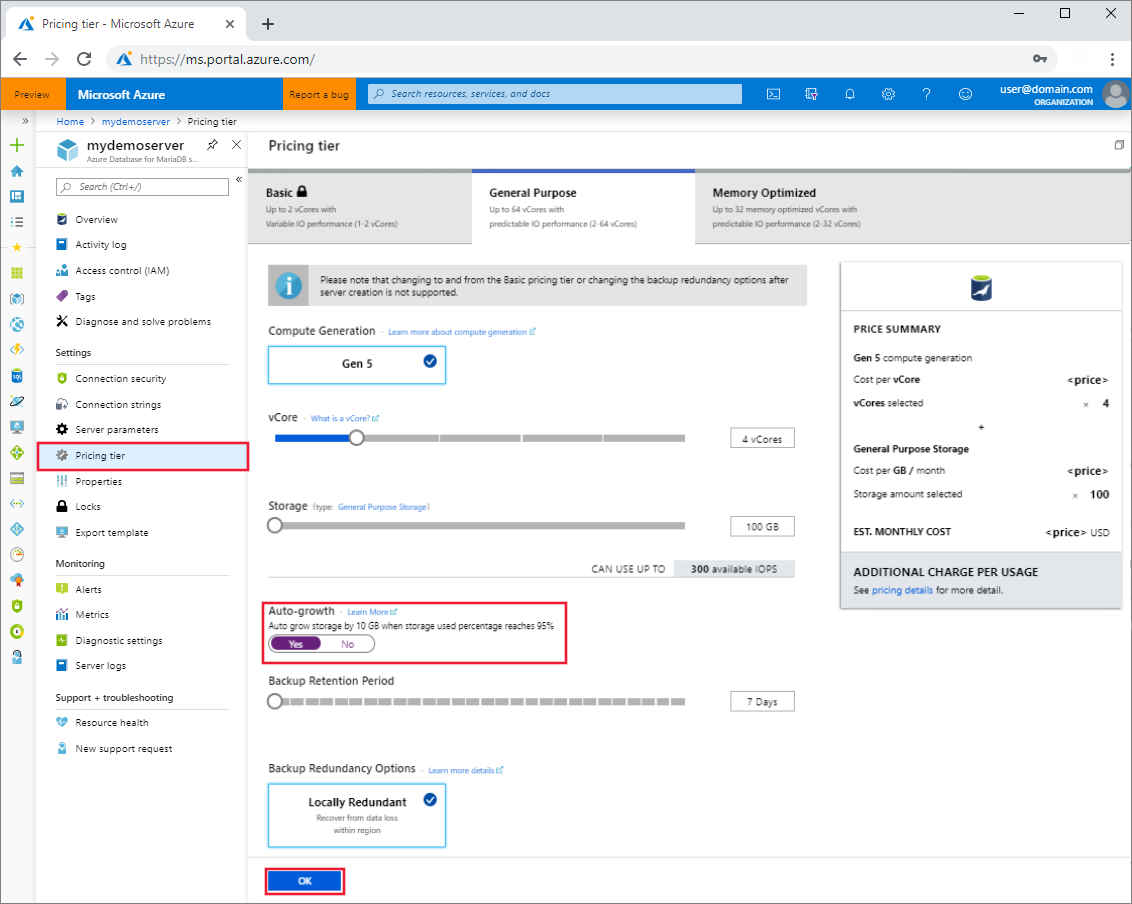 Pricing tier - Microsoft Azure
https://ms.portal.azure.com/
Preview
Microsoft Azure
Report a bug
Search resources, services, and docs
user@domain.com
ORGANIZATION
Home > mydemoserver > Pricing tier
mydemoserver
Azure Database for MariaDB s...
Search (Ctrl+/)
Overview
Activity log
Access control (IAM)
Tags
Diagnose and solve problems
Settings
Connection security
Connection strings
Server parameters
Pricing tier
Properties
Locks
Export template
Monitoring
Alerts
Metrics
Diagnostic settings
Server logs
Support + troubleshooting
Resource health
New support request
Pricing tier
Basic
Up to 2 vCores with
Variable IO performance (1-2 vCores)
General Purpose
Up to 64 vCores with
predictable IO performance (2-64 vCores)
Memory Optimized
Up to 32 memory optimized vCores with
predictable IO performance (2-32 vCores)
Please note that changing to and from the Basic pricing tier or changing the backup redundancy options after
server creation is not supported.
Compute Generation - Learn more about compute generation
Gen 5
vCore - What is a vCore?
4 vCores
Storage (type: General Purpose Storage)
100 GB
CAN USE UP TO 300 available IOPS
Auto-growth - Learn More
Auto grow storage by 10 GB when storage used percentage reaches 95%
Yes No
Backup Retention Period
7 Days
Backup Redundancy Options - Learn more details
Locally Redundant
Recover from data loss
within region
OK
PRICE SUMMARY
Gen 5 compute generation
Cost per vCore <price>
vCores selected × 4
+
General Purpose Storage
Cost per GB / month <price>
Storage amount selected × 100
EST. MONTHLY COST <price> USD
ADDITIONAL CHARGE PER USAGE
See pricing details for more detail.